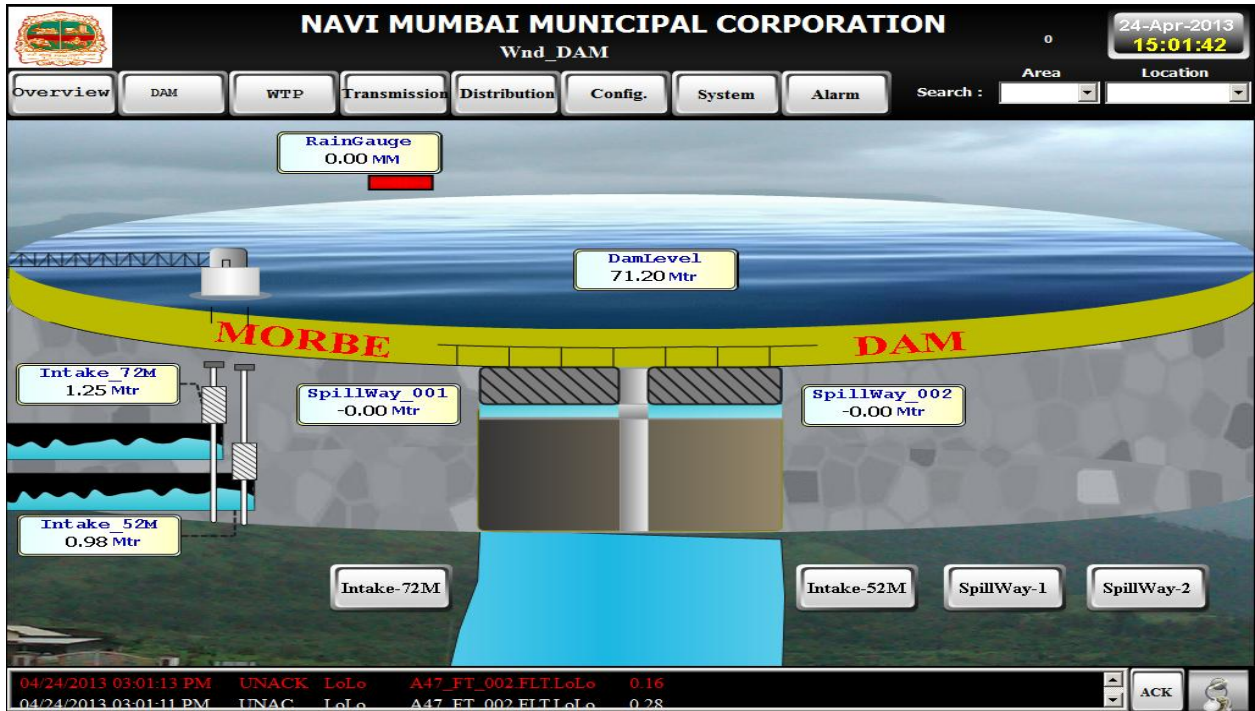 NAVI MUMBAI MUNICIPAL CORPORATION
Wnd_DAM
0
24-Apr-2013
15:01:42
Overview
DAM
WTP
Transmission
Distribution
Config.
System
Alarm
Search :
Area
Location
RainGauge
0.00 MM
DamLevel
71.20 Mtr
MORBE DAM
Intake_72M
1.25 Mtr
SpillWay_001
-0.00 Mtr
SpillWay_002
-0.00 Mtr
Intake_52M
0.98 Mtr
Intake-72M
Intake-52M
SpillWay-1
SpillWay-2
04/24/2013 03:01:13 PM UNACK LoLo A47_FT_002.FLT.LoLo 0.16
04/24/2013 03:01:11 PM UNAC LoLo A47_FT_002.FLT.LoLo 0.28
ACK